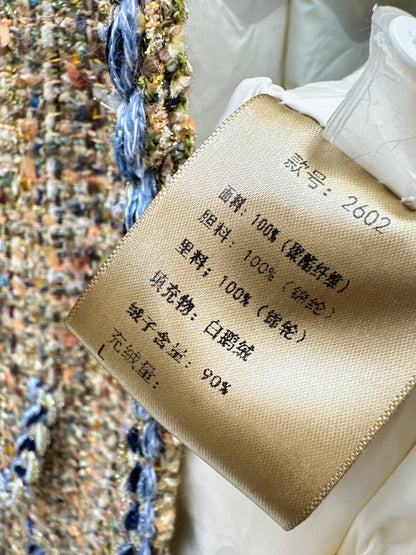 款号: 2602
面料: 100% (聚酯纤维)
胆料: 100% (锦纶)
里料: 100% (锦纶)
填充物: 白鹅绒
绒子含量: 90%
充绒量:
L